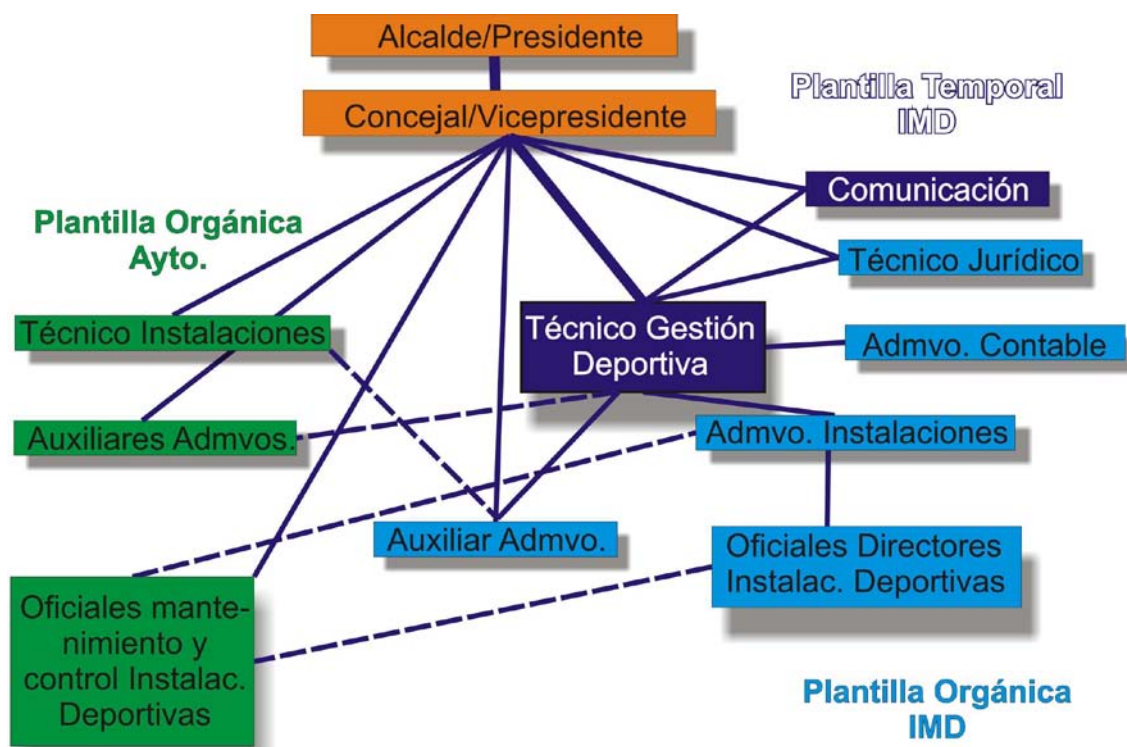 Alcalde/Presidente
Concejal/Vicepresidente
Plantilla Temporal
IMD
Comunicación
Plantilla Orgánica
Ayto.
Técnico Jurídico
Técnico Instalaciones
Técnico Gestión
Deportiva
Admvo. Contable
Auxiliares Admvos.
Admvo. Instalaciones
Auxiliar Admvo.
Oficiales Directores
Instalac. Deportivas
Oficiales mante-
nimiento y
control Instalac.
Deportivas
Plantilla Orgánica
IMD